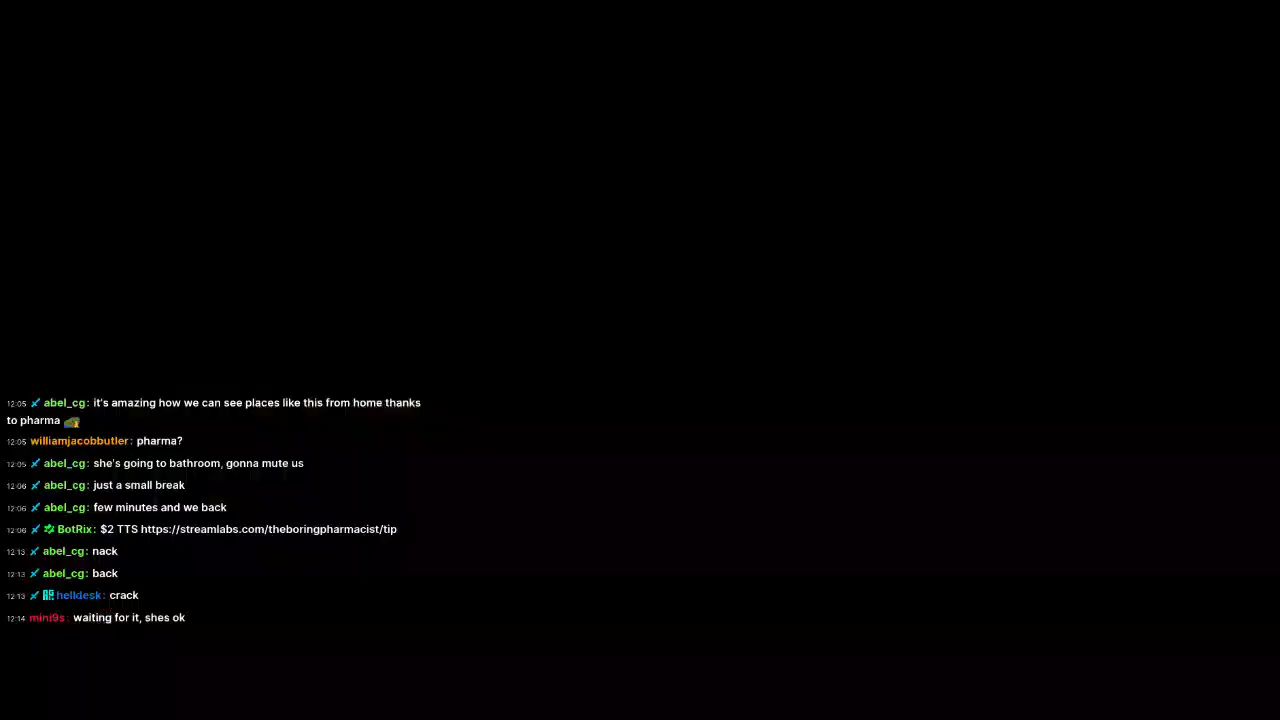 12:05 abel_cg: it's amazing how we can see places like this from home thanks
to pharma
12:05 williamjacobbutler: pharma?
12:05 abel_cg: she's going to bathroom, gonna mute us
12:06 abel_cg: just a small break
12:06 abel_cg: few minutes and we back
12:06 BotRix: $2 TTS https://streamlabs.com/theboringpharmacist/tip
12:13 abel_cg: nack
12:13 abel_cg: back
12:13 helldesk: crack
12:14 mini9s: waiting for it, shes ok